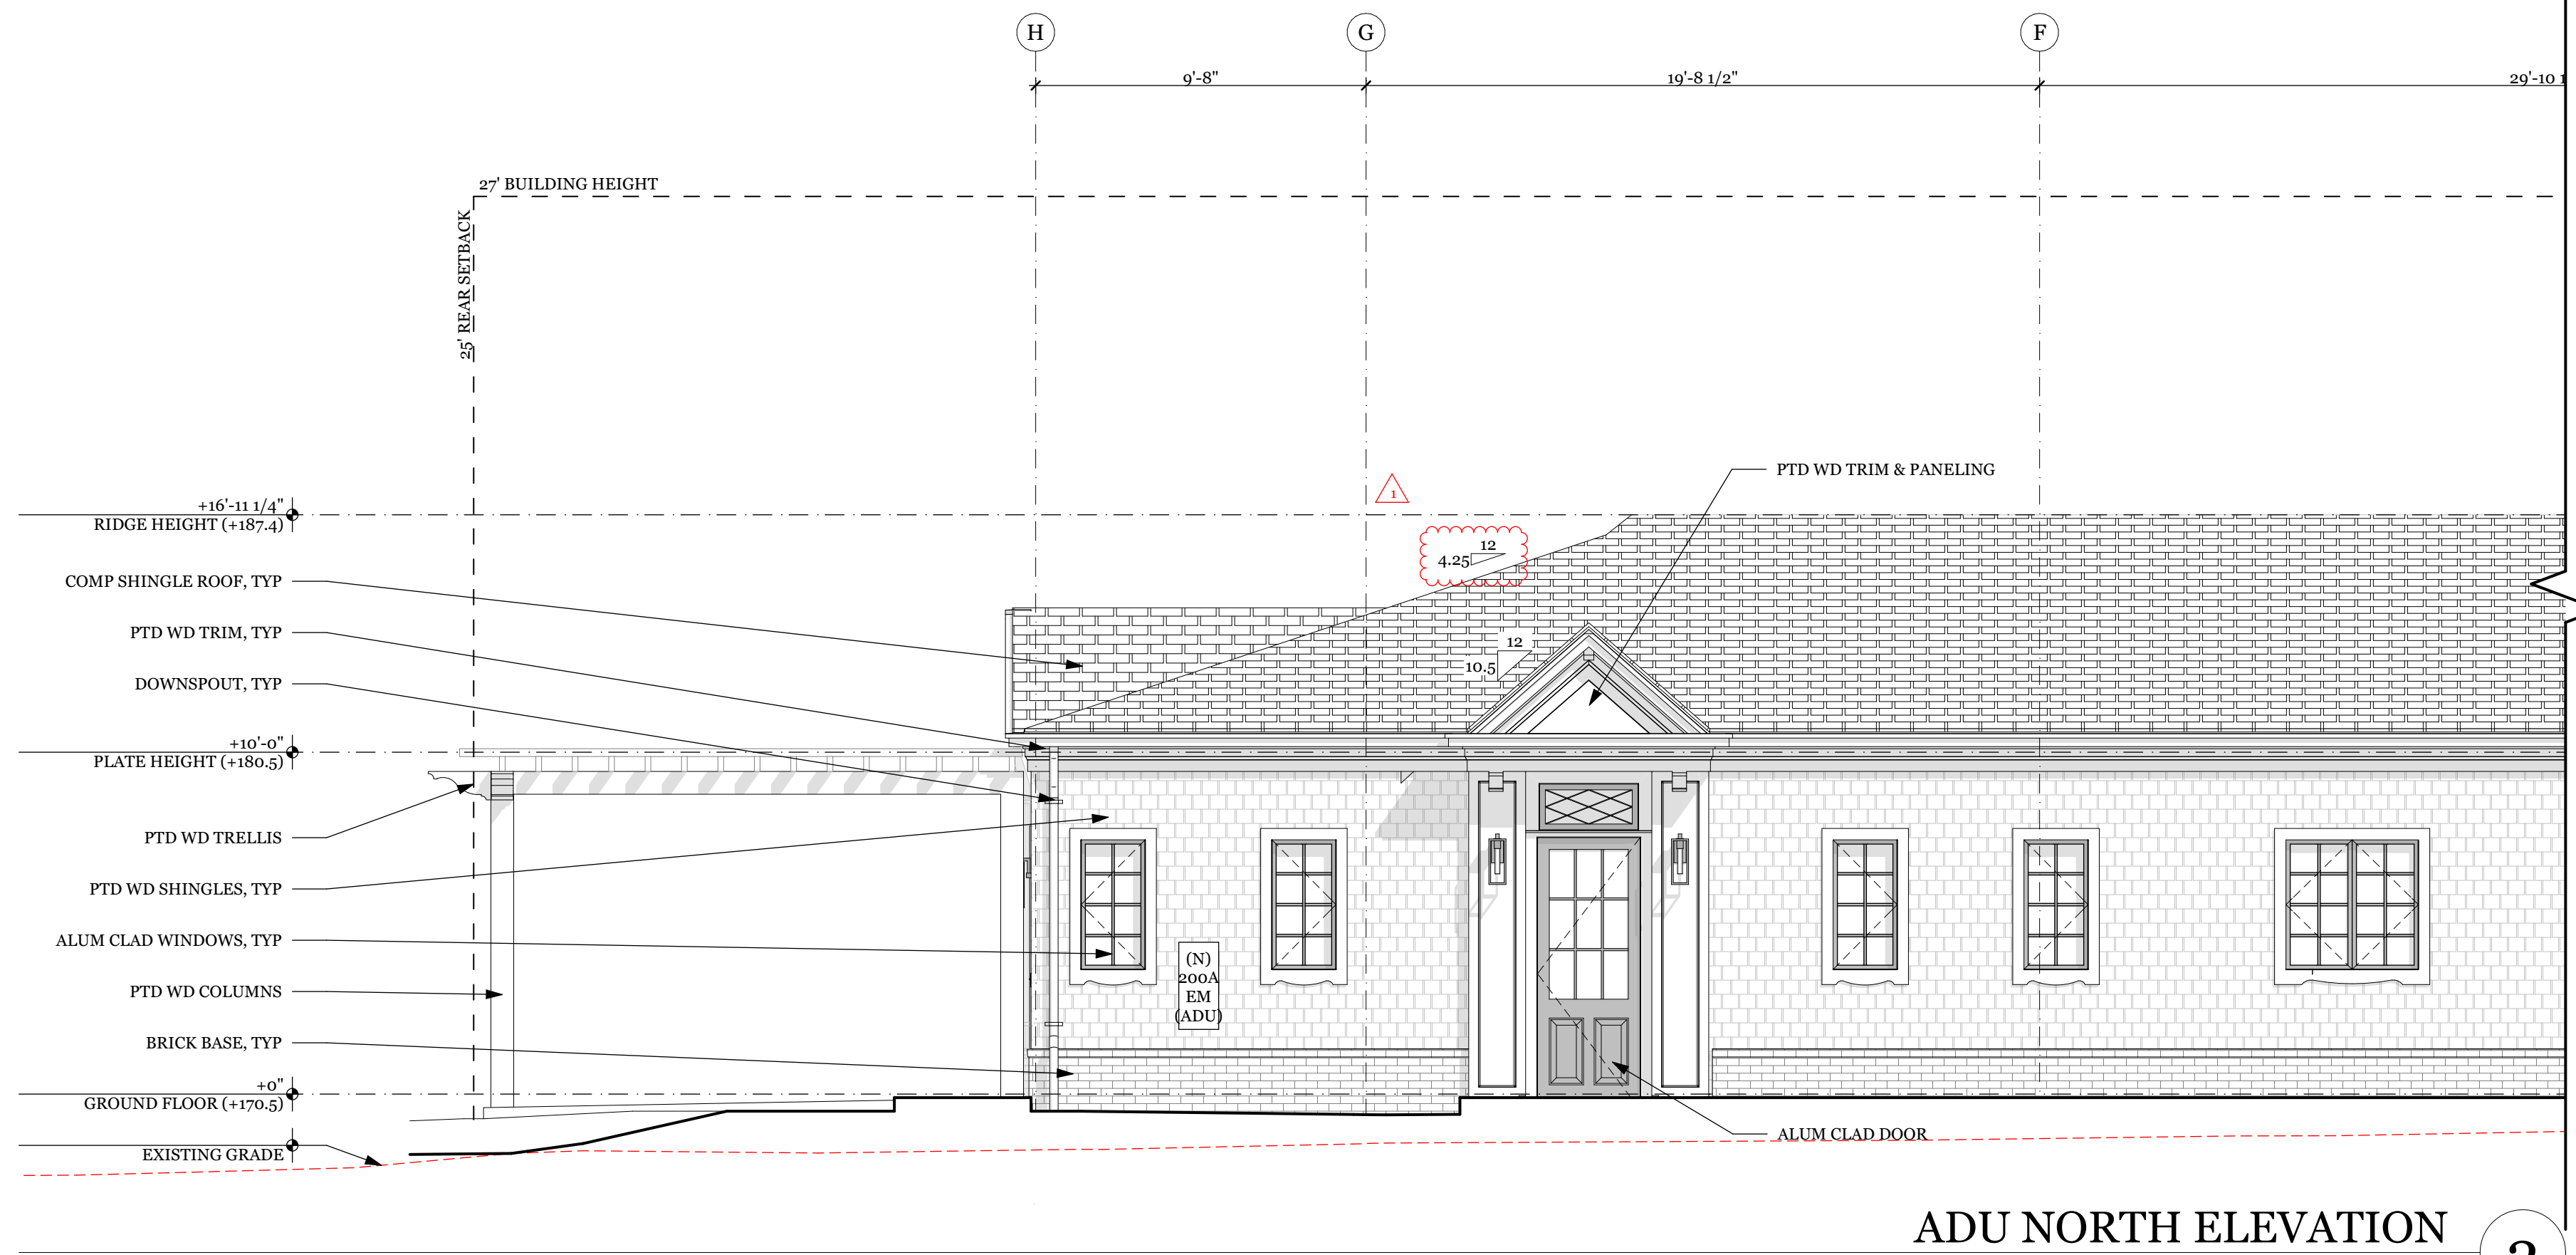 H
G
F
9'-8"
19'-8 1/2"
29'-10 1
27' BUILDING HEIGHT
25' REAR SETBACK
PTD WD TRIM & PANELING
1
+16'-11 1/4"
RIDGE HEIGHT (+187.4)
12
4.25
COMP SHINGLE ROOF, TYP
PTD WD TRIM, TYP
12
10.5
DOWNSPOUT, TYP
+10'-0"
PLATE HEIGHT (+180.5)
PTD WD TRELLIS
PTD WD SHINGLES, TYP
ALUM CLAD WINDOWS, TYP
(N)
200A
EM
(ADU)
PTD WD COLUMNS
BRICK BASE, TYP
+0"
GROUND FLOOR (+170.5)
ALUM CLAD DOOR
EXISTING GRADE
ADU NORTH ELEVATION